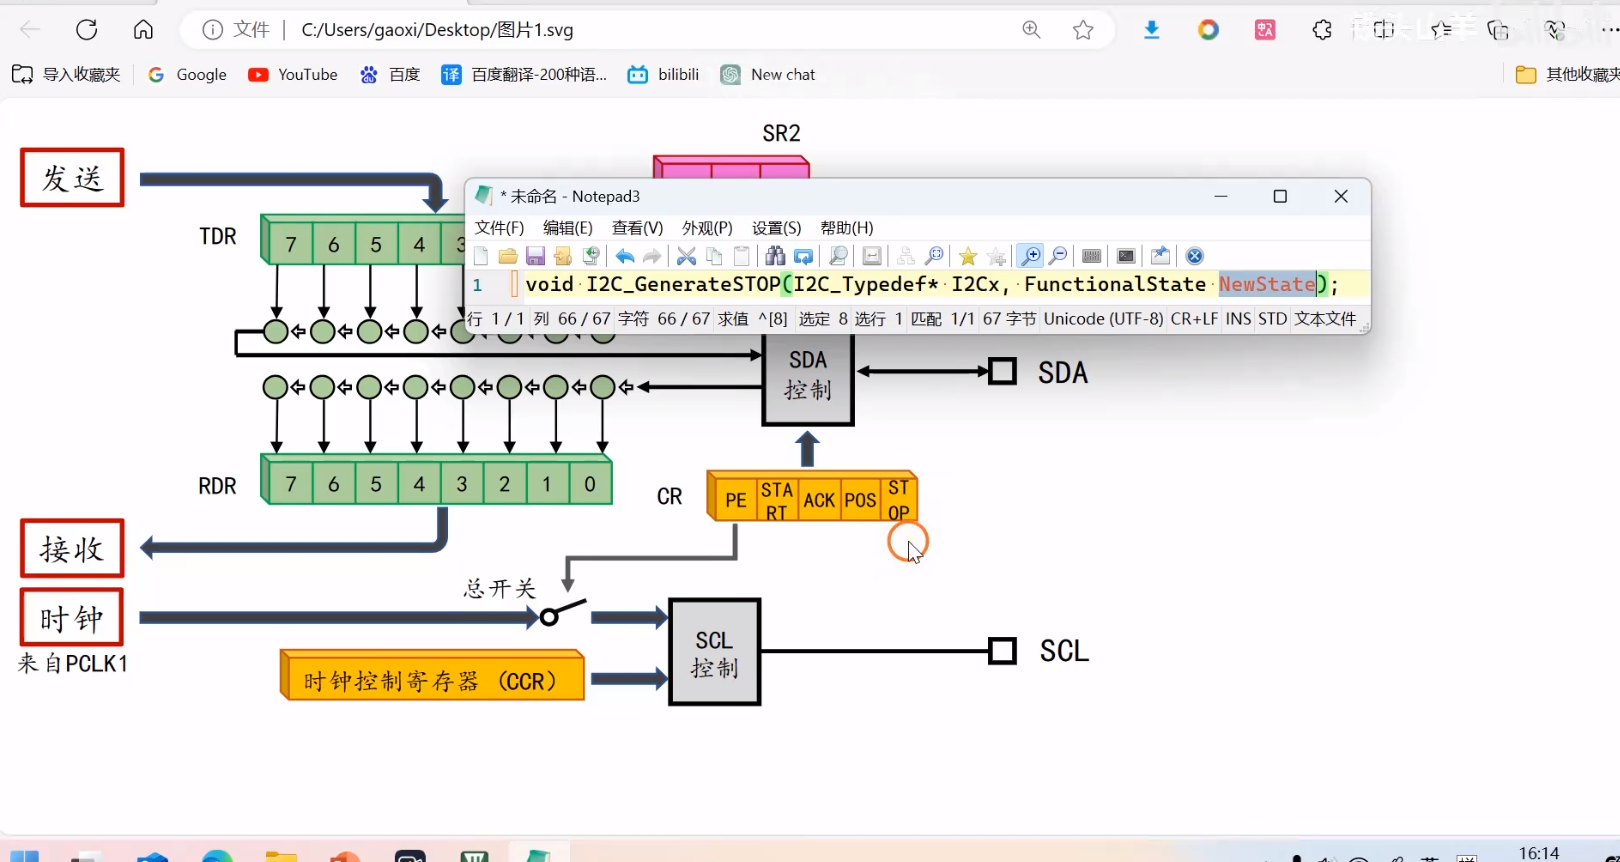 文件 C:/Users/gaoxi/Desktop/图片1.svg
导入收藏夹 Google YouTube 百度 百度翻译-200种语... bilibili New chat 其他收藏夹
SR2
发送
TDR
7 6 5 4 3
* 未命名 - Notepad3
文件(F) 编辑(E) 查看(V) 外观(P) 设置(S) 帮助(H)
1 void I2C_GenerateSTOP(I2C_Typedef* I2Cx, FunctionalState NewState);
行 1 / 1 列 66 / 67 字符 66 / 67 求值 ^[8] 选定 8 选行 1 匹配 1/1 67 字节 Unicode (UTF-8) CR+LF INS STD 文本文件
SDA
控制
SDA
RDR
7 6 5 4 3 2 1 0
CR
PE
STA
RT
ACK
POS
ST
OP
接收
总开关
时钟
来自PCLK1
时钟控制寄存器 (CCR)
SCL
控制
SCL
16:14